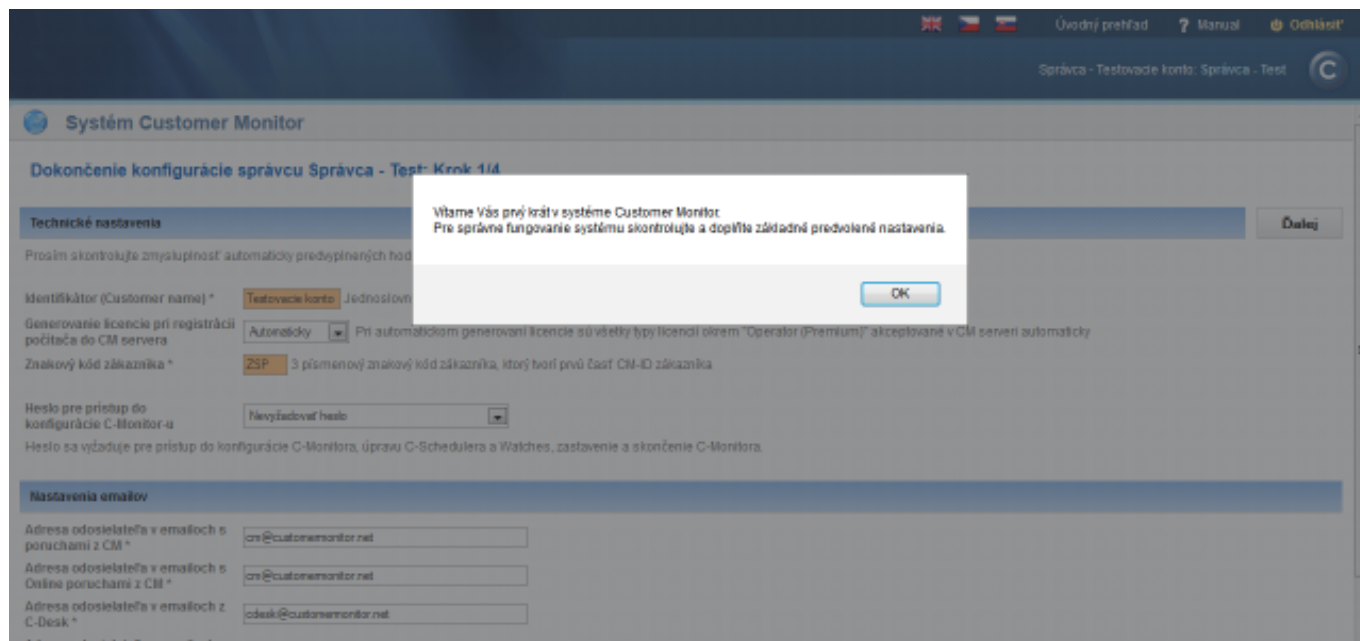 Úvodný prehľad ? Manual Odhlásiť
Správca - Testovacie konto: Správca - Test C
Systém Customer Monitor
Dokončenie konfigurácie správcu Správca - Test: Krok 1/4
Vítame Vás prvý krát v systéme Customer Monitor.
Pre správne fungovanie systému skontrolujte a doplňte základné predvolené nastavenia.
OK
Technické nastavenia
Ďalej
Prosím skontrolujte zmysluplnosť automaticky predvyplnených hod
Identifikátor (Customer name) * Testovacie konto Jednoslovn
Generovanie licencie pri registrácii
počítača do CM servera
Automaticky Pri automatickom generovaní licencie sú všetky typy licencií okrem "Operator (Premium)" akceptované v CM serveri automaticky
Znakový kód zákazníka * ZSP 3 písmenový znakový kód zákazníka, ktorý tvorí prvú časť CM-ID zákazníka
Heslo pre prístup do
konfigurácie C-Monitor-u
Nevyžadovať heslo
Heslo sa vyžaduje pre prístup do konfigurácie C-Monitora, úpravu C-Schedulera a Watches, zastavenie a skončenie C-Monitora.
Nastavenia emailov
Adresa odosielateľa v emailoch s
poruchami z CM *
cm@customermonitor.net
Adresa odosielateľa v emailoch s
Online poruchami z CM *
cm@customermonitor.net
Adresa odosielateľa v emailoch z
C-Desk *
cdesk@customermonitor.net